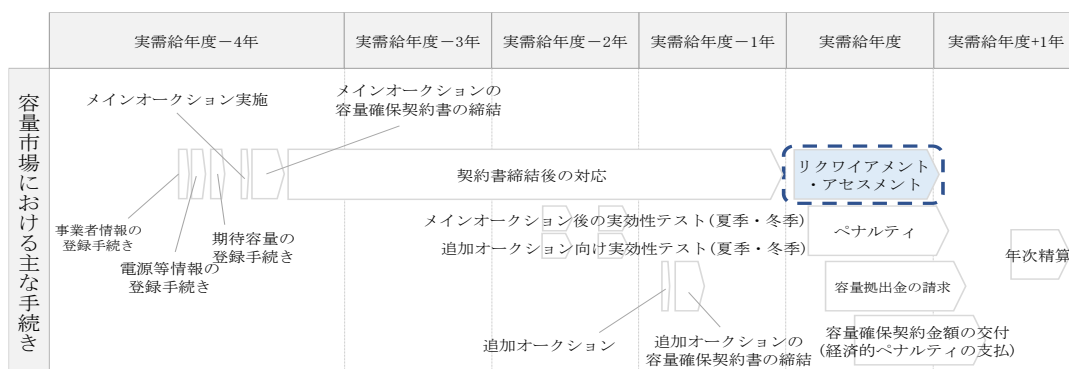 実需給年度－4年
実需給年度－3年
実需給年度－2年
実需給年度－1年
実需給年度
実需給年度+1年
容量市場における主な手続き
メインオークション実施
メインオークションの
容量確保契約書の締結
契約書締結後の対応
リクワイアメント
・アセスメント
事業者情報の
登録手続き
電源等情報の
登録手続き
期待容量の
登録手続き
メインオークション後の実効性テスト(夏季・冬季)
追加オークション向け実効性テスト(夏季・冬季)
ペナルティ
年次精算
容量拠出金の請求
追加オークション
追加オークションの
容量確保契約書の締結
容量確保契約金額の交付
(経済的ペナルティの支払)